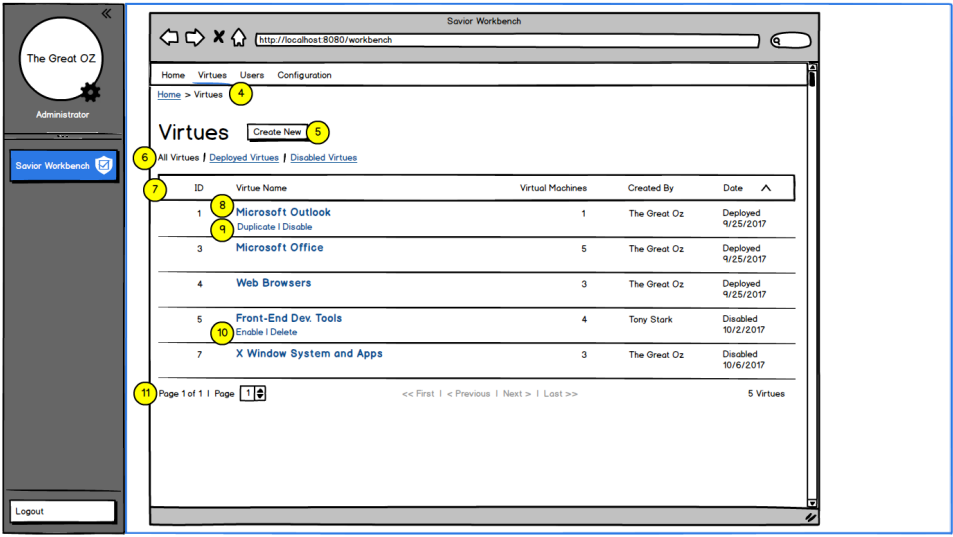 The Great OZ
Administrator
Savior Workbench
Logout
Savior Workbench
http://localhost:8080/workbench
Home Virtues Users Configuration
Home > Virtues 4
Virtues Create New 5
6 All Virtues | Deployed Virtues | Disabled Virtues
7 ID Virtue Name Virtual Machines Created By Date
8
1 Microsoft Outlook 1 The Great Oz Deployed
9 Duplicate | Disable 9/25/2017
3 Microsoft Office 5 The Great Oz Deployed
9/25/2017
4 Web Browsers 3 The Great Oz Deployed
9/25/2017
5 Front-End Dev. Tools 4 Tony Stark Disabled
10 Enable | Delete 10/2/2017
7 X Window System and Apps 3 The Great Oz Disabled
10/6/2017
11 Page 1 of 1 | Page 1 << First | < Previous | Next > | Last >> 5 Virtues